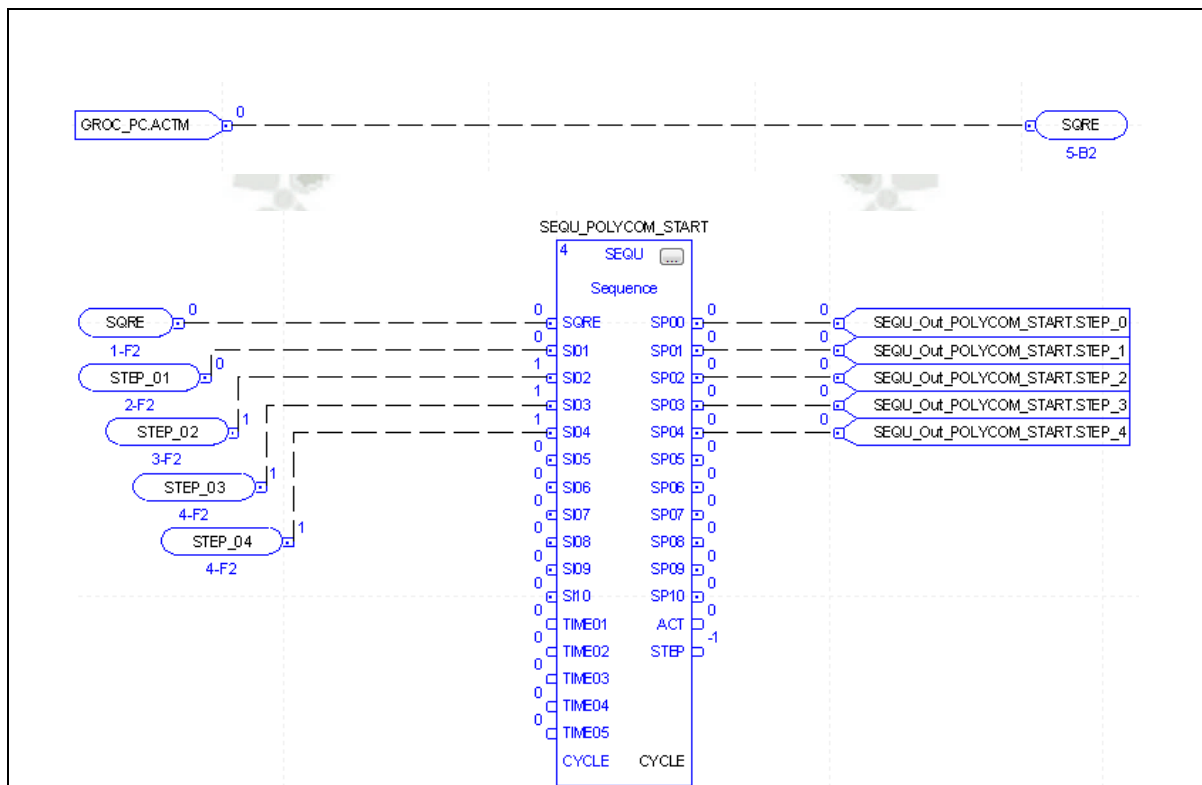 GROC_PC.ACTM 0 SQRE
5-B2
SEQU_POLYCOM_START
4 SEQU ...
Sequence
SQRE 0 0 SQRE SP00 0 0 SEQU_Out_POLYCOM_START.STEP_0
1-F2
STEP_01 0 0 SI01 SP01 0 0 SEQU_Out_POLYCOM_START.STEP_1
2-F2
STEP_02 1 1 SI02 SP02 0 0 SEQU_Out_POLYCOM_START.STEP_2
3-F2
STEP_03 1 1 SI03 SP03 0 0 SEQU_Out_POLYCOM_START.STEP_3
4-F2
STEP_04 1 1 SI04 SP04 0 0 SEQU_Out_POLYCOM_START.STEP_4
4-F2
0 SI05 SP05 0
0 SI06 SP06 0
0 SI07 SP07 0
0 SI08 SP08 0
0 SI09 SP09 0
0 SI10 SP10 0
0 TIME01 ACT 0
0 TIME02 STEP -1
0 TIME03
0 TIME04
0 TIME05
CYCLE CYCLE